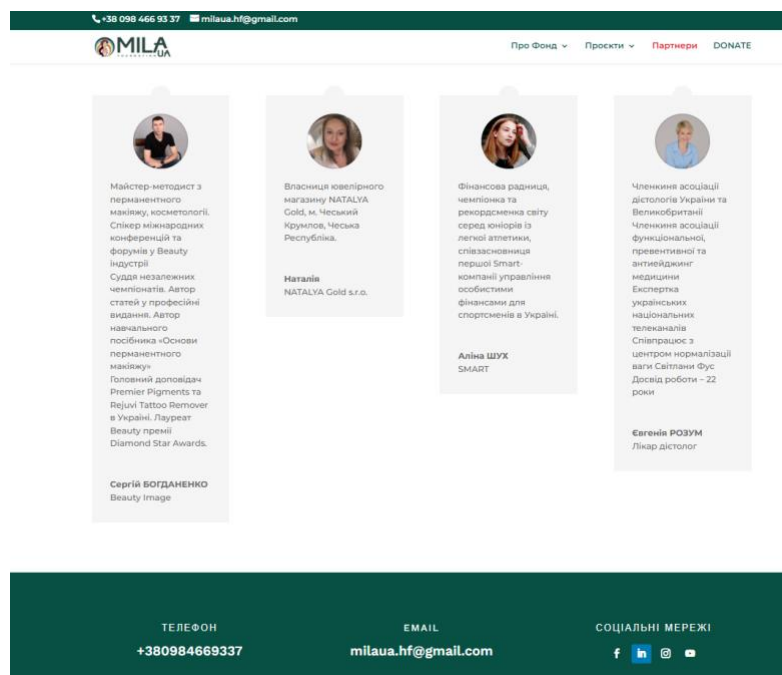 +38 098 466 93 37 milaua.hf@gmail.com
MILA
UA
FOUNDATION
Про Фонд Проєкти Партнери DONATE
Майстер-методист з
перманентного
макіяжу, косметології.
Спікер міжнародних
конференцій та
форумів у Beauty
індустрії
Суддя незалежних
чемпіонатів. Автор
статей у професійні
видання. Автор
навчального
посібника «Основи
перманентного
макіяжу»
Головний доповідач
Premier Pigments та
Rejuvi Tattoo Remover
в Україні. Лауреат
Beauty премії
Diamond Star Awards.
Сергій БОГДАНЕНКО
Beauty Image
Власниця ювелірного
магазину NATALYA
Gold, м. Чеський
Крумлов, Чеська
Республіка.
Наталія
NATALYA Gold s.r.o.
Фінансова радниця,
чемпіонка та
рекордсменка світу
серед юніорів із
легкої атлетики,
співзасновниця
першої Smart-
компанії управління
особистими
фінансами для
спортсменів в Україні.
Аліна ШУХ
SMART
Членкиня асоціації
дієтологів України та
Великобританії
Членкиня асоціації
функціональної,
превентивної та
антиейджинг
медицини
Експертка
українських
національних
телеканалів
Співпрацює з
центром нормалізації
ваги Світлани Фус
Досвід роботи – 22
роки
Євгенія РОЗУМ
Лікар дієтолог
ТЕЛЕФОН
+380984669337
EMAIL
milaua.hf@gmail.com
СОЦІАЛЬНІ МЕРЕЖІ